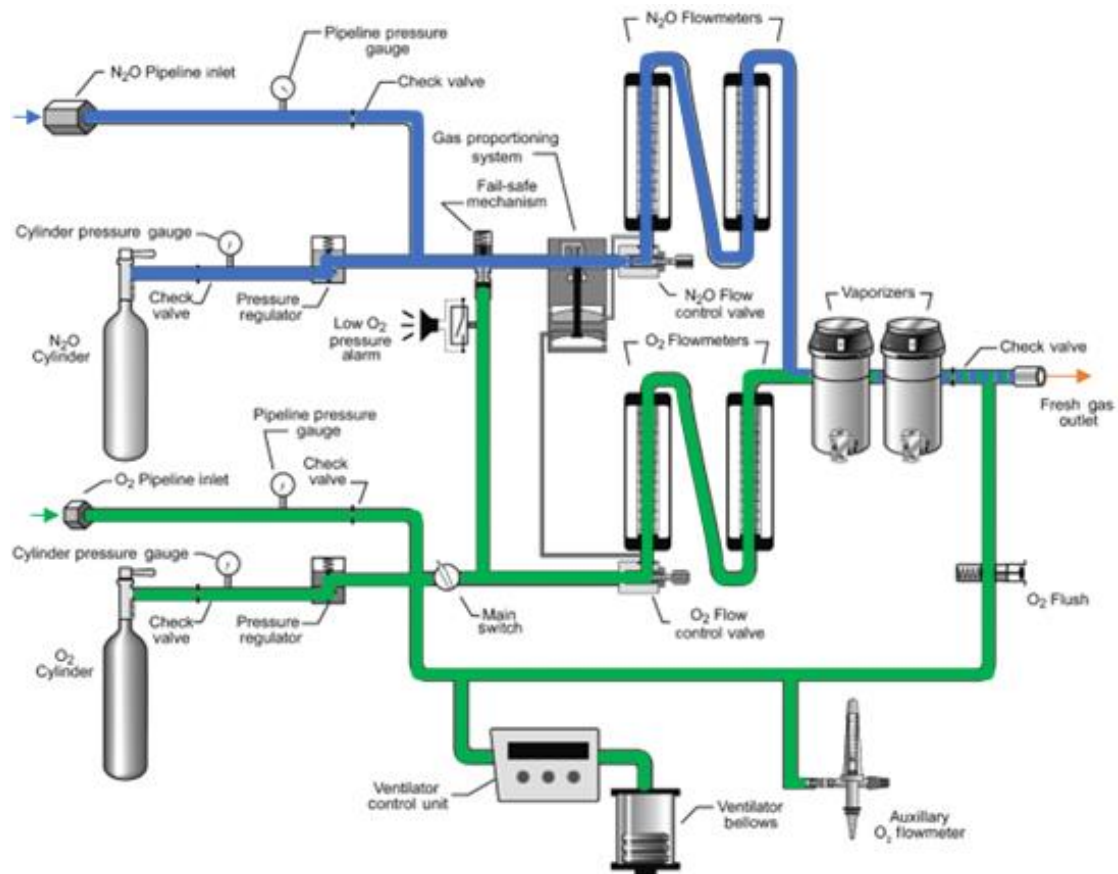 N₂O Flowmeters
Pipeline pressure
gauge
N₂O Pipeline inlet
Check valve
Gas proportioning
system
Fail-safe
mechanism
Cylinder pressure gauge
Check
valve
Pressure
regulator
N₂O
Cylinder
Low O₂
pressure
alarm
N₂O Flow
control valve
Vaporizers
O₂ Flowmeters
Check valve
Fresh gas
outlet
Pipeline pressure
gauge
Check
valve
O₂ Pipeline inlet
Cylinder pressure gauge
Check
valve
Pressure
regulator
Main
switch
O₂ Flow
control valve
O₂ Flush
O₂
Cylinder
Ventilator
control unit
Ventilator
bellows
Auxillary
O₂ flowmeter